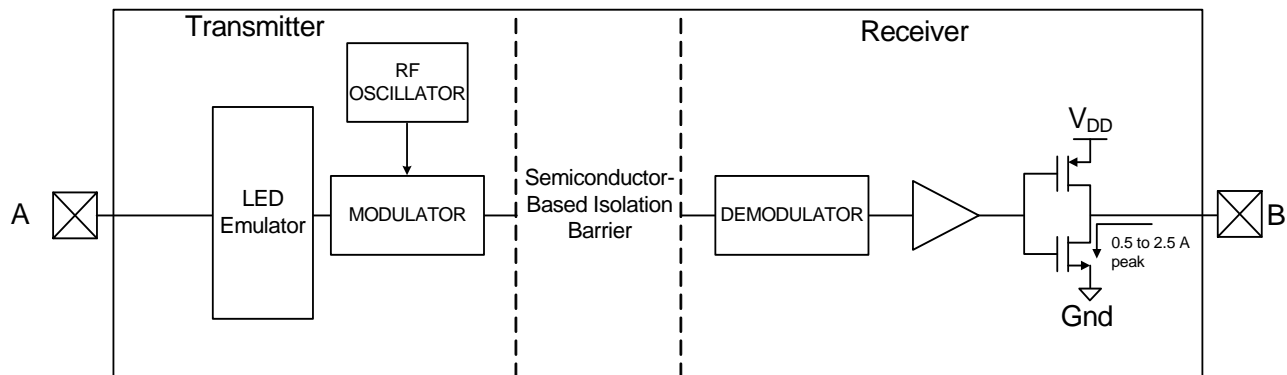 Transmitter
Receiver
RF
OSCILLATOR
VDD
LED
Emulator
MODULATOR
Semiconductor-
Based Isolation
Barrier
DEMODULATOR
A
B
0.5 to 2.5 A
peak
Gnd